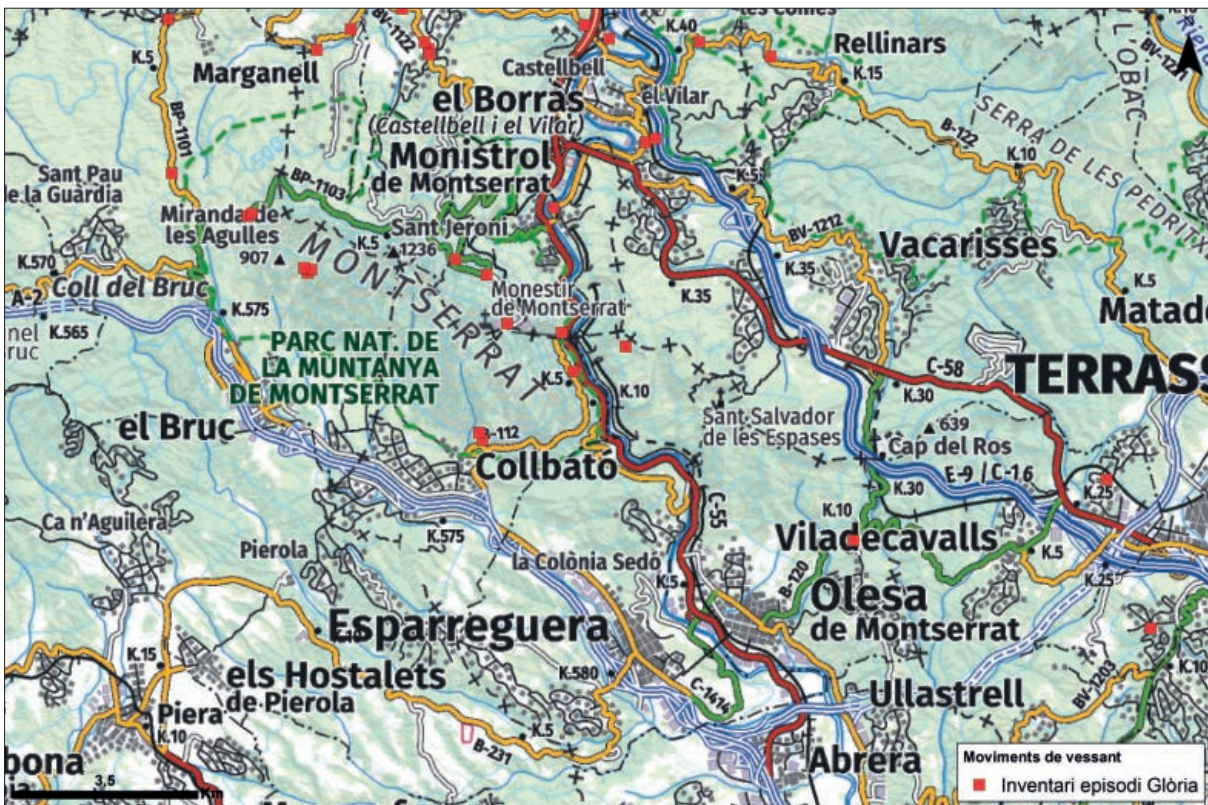 les Comes
K.40
BV-1122
BV-1221
Riera
K.5
Marganell
Castellbell
Rellinars
K.15
L'OBAC
el Borràs
(Castellbell i el Vilar)
el Vilar
SERRA DE LES PEDRITX
B-122
K.10
BP-1101
Monistrol
de Montserrat
Sant Pau
de la Guàrdia
BP-1103
K.5
Miranda de
les Agulles
907
Sant Jeroni
K.5
1236
BV-1212
Vacarisses
K.570
A-2
Coll del Bruc
K.575
K.565
MONTSERRAT
Monestir
de Montserrat
K.35
K.35
K.5
Matade
PARC NAT. DE
LA MUNTANYA
DE MONTSERRAT
K.5
K.10
C-58
K.30
TERRASS
el Bruc
B-112
Collbató
Sant Salvador
de les Espases
639
Cap del Ros
E-9 / C-16
K.30
K.25
Ca n'Aguilera
K.575
C-55
K.10
Viladecavalls
Pierola
la Colònia Sedó
K.5
B-120
K.5
K.25
Olesa
de Montserrat
Esparreguera
K.15
els Hostalets
de Pierola
K.580
C-1414
Ullastrell
BV-1203
K.10
Piera
K.10
B-231
K.5
Abrera
bona
3,5
Km
Moviments de vessant
Inventari episodi Glòria